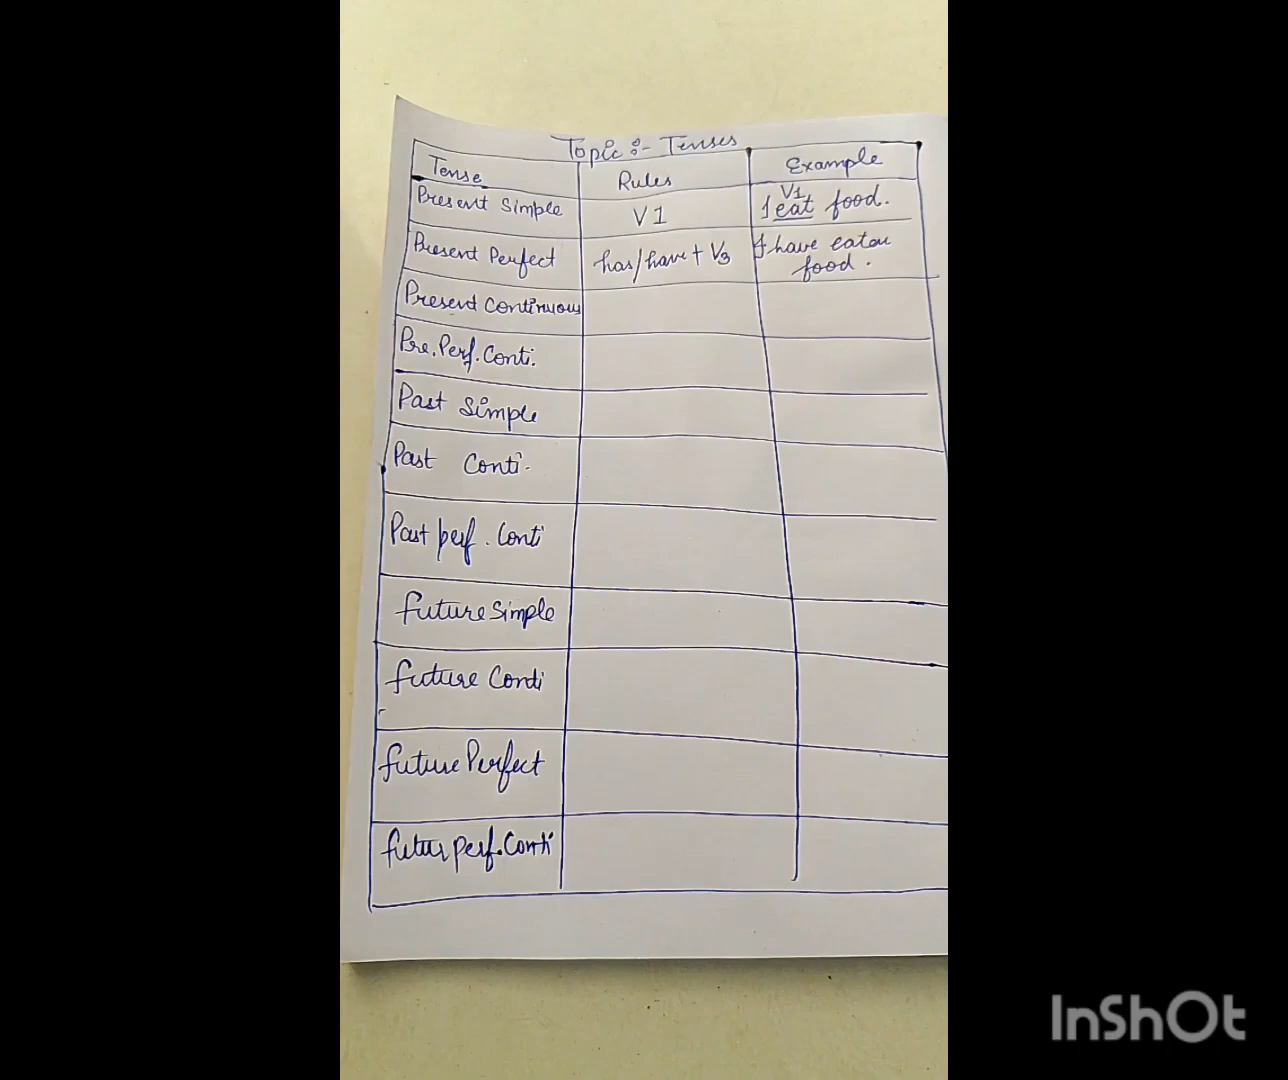 Topic :- Tenses
Tense Rules Example
Present Simple V1 I eat food.
V1
Present Perfect has/have + V3 I have eaten
food.
Present Continuous
Pre. Perf. Conti.
Past Simple
Past Conti.
Past perf. Conti
future Simple
future Conti
future Perfect
futur perf. Conti
InShOt